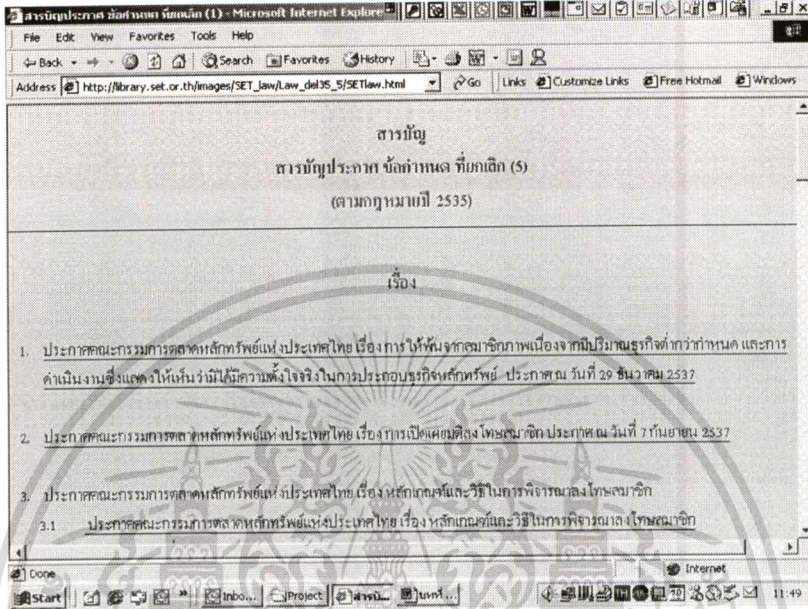 สารบัญประกาศ ข้อกำหนด ที่ยกเลิก (1) - Microsoft Internet Explore
File Edit View Favorites Tools Help
Back Search Favorites History
Address http://library.set.or.th/images/SET_law/Law_del35_5/SETlaw.html Go Links Customize Links Free Hotmail Windows
สารบัญ
สารบัญประกาศ ข้อกำหนด ที่ยกเลิก (5)
(ตามกฎหมายปี 2535)
เรื่อง
1. ประกาศคณะกรรมการตลาดหลักทรัพย์แห่งประเทศไทย เรื่อง การให้พ้นจากสมาชิกภาพเนื่องจากมีปริมาณธุรกิจต่ำกว่ากำหนด และการ
ดำเนินงานซึ่งแสดงให้เห็นว่ามิได้มีความตั้งใจจริงในการประกอบธุรกิจหลักทรัพย์ ประกาศ ณ วันที่ 29 ธันวาคม 2537
2. ประกาศคณะกรรมการตลาดหลักทรัพย์แห่งประเทศไทย เรื่อง การเปิดเผยมติลงโทษสมาชิก ประกาศ ณ วันที่ 7 กันยายน 2537
3. ประกาศคณะกรรมการตลาดหลักทรัพย์แห่งประเทศไทย เรื่อง หลักเกณฑ์และวิธีในการพิจารณาลงโทษสมาชิก
3.1 ประกาศคณะกรรมการตลาดหลักทรัพย์แห่งประเทศไทย เรื่อง หลักเกณฑ์และวิธีในการพิจารณาลงโทษสมาชิก
Done Internet
Start Inbo... Project สารบั... บทที่ ... 11:49